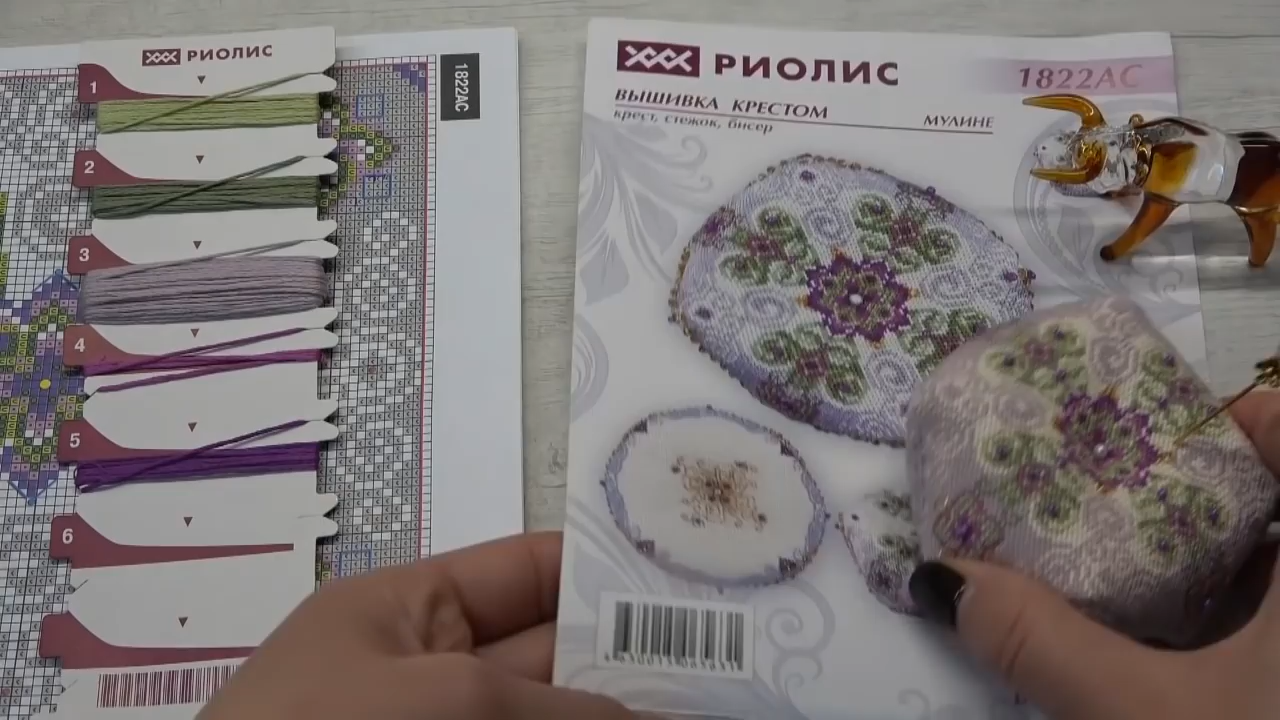 РИОЛИС
1
2
3
4
5
6
1822АС
РИОЛИС
1822АС
ВЫШИВКА КРЕСТОМ
МУЛИНЕ
крест, стежок, бисер